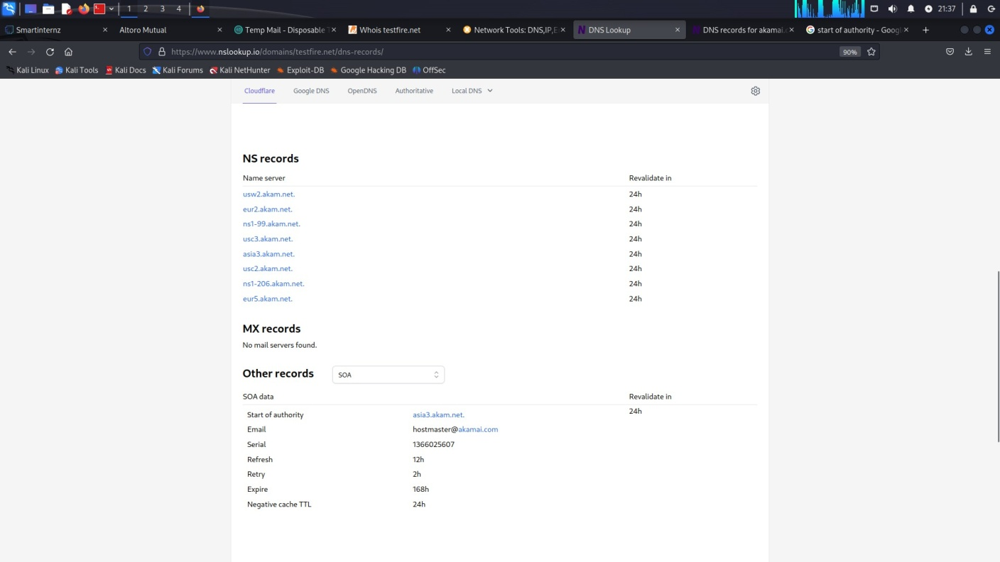 1 2 3 4 21:37
Smartinternz Altoro Mutual Temp Mail - Disposable T Whois testfire.net Network Tools: DNS,IP,E DNS Lookup DNS records for akamai.c start of authority - Googl
https://www.nslookup.io/domains/testfire.net/dns-records/ 90%
Kali Linux Kali Tools Kali Docs Kali Forums Kali NetHunter Exploit-DB Google Hacking DB OffSec
Cloudflare Google DNS OpenDNS Authoritative Local DNS
NS records
Name server Revalidate in
usw2.akam.net. 24h
eur2.akam.net. 24h
ns1-99.akam.net. 24h
usc3.akam.net. 24h
asia3.akam.net. 24h
usc2.akam.net. 24h
ns1-206.akam.net. 24h
eur5.akam.net. 24h
MX records
No mail servers found.
Other records SOA
SOA data Revalidate in
Start of authority asia3.akam.net. 24h
Email hostmaster@akamai.com
Serial 1366025607
Refresh 12h
Retry 2h
Expire 168h
Negative cache TTL 24h